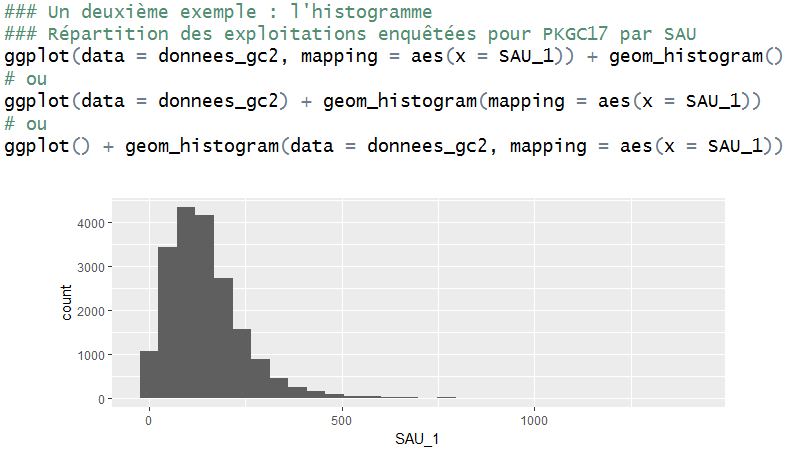 ### Un deuxième exemple : l'histogramme
### Répartition des exploitations enquêtées pour PKGC17 par SAU
ggplot(data = donnees_gc2, mapping = aes(x = SAU_1)) + geom_histogram()
# ou
ggplot(data = donnees_gc2) + geom_histogram(mapping = aes(x = SAU_1))
# ou
ggplot() + geom_histogram(data = donnees_gc2, mapping = aes(x = SAU_1))
4000
3000
2000
1000
0
count
0 500 1000
SAU_1